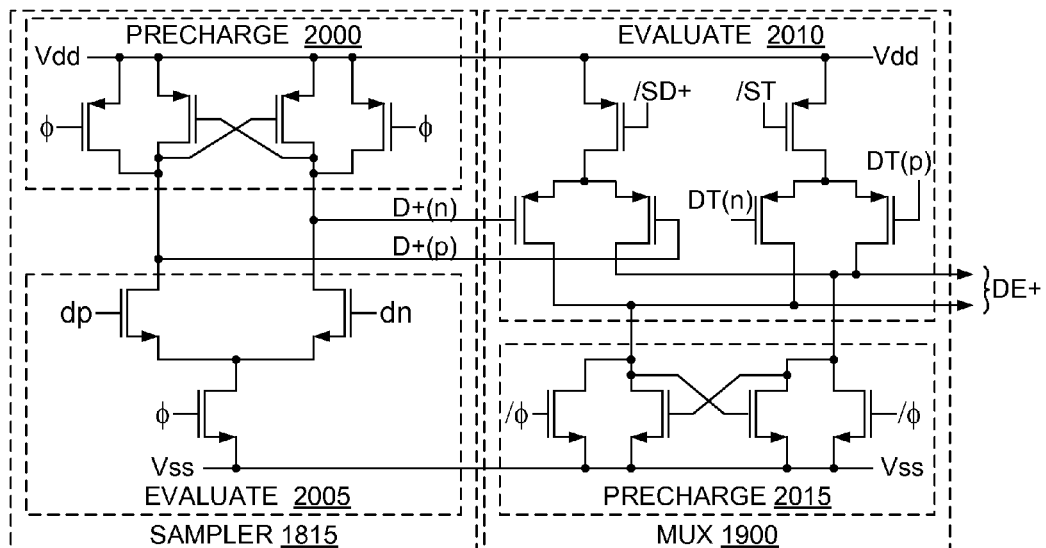 PRECHARGE 2000
EVALUATE 2010
Vdd
Vdd
/SD+
/ST
ϕ
ϕ
DT(p)
DT(n)
D+(n)
D+(p)
DE+
dp
dn
ϕ
/ϕ
/ϕ
Vss
Vss
EVALUATE 2005
PRECHARGE 2015
SAMPLER 1815
MUX 1900